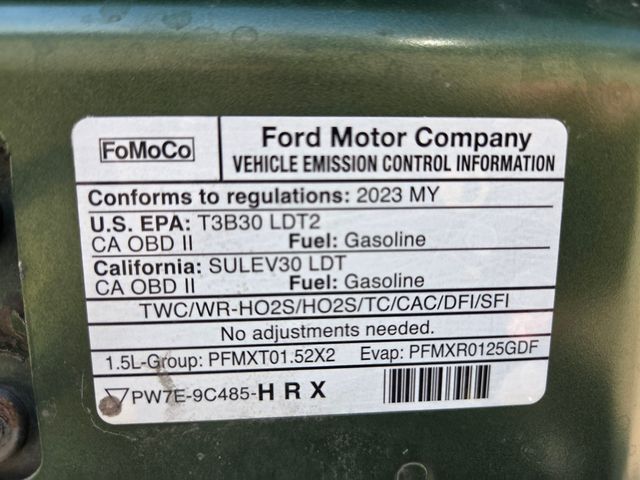 FoMoCo
Ford Motor Company
VEHICLE EMISSION CONTROL INFORMATION
Conforms to regulations: 2023 MY
U.S. EPA: T3B30 LDT2
CA OBD II Fuel: Gasoline
California: SULEV30 LDT
CA OBD II Fuel: Gasoline
TWC/WR-HO2S/HO2S/TC/CAC/DFI/SFI
No adjustments needed.
1.5L-Group: PFMXT01.52X2 Evap: PFMXR0125GDF
PW7E-9C485-HRX